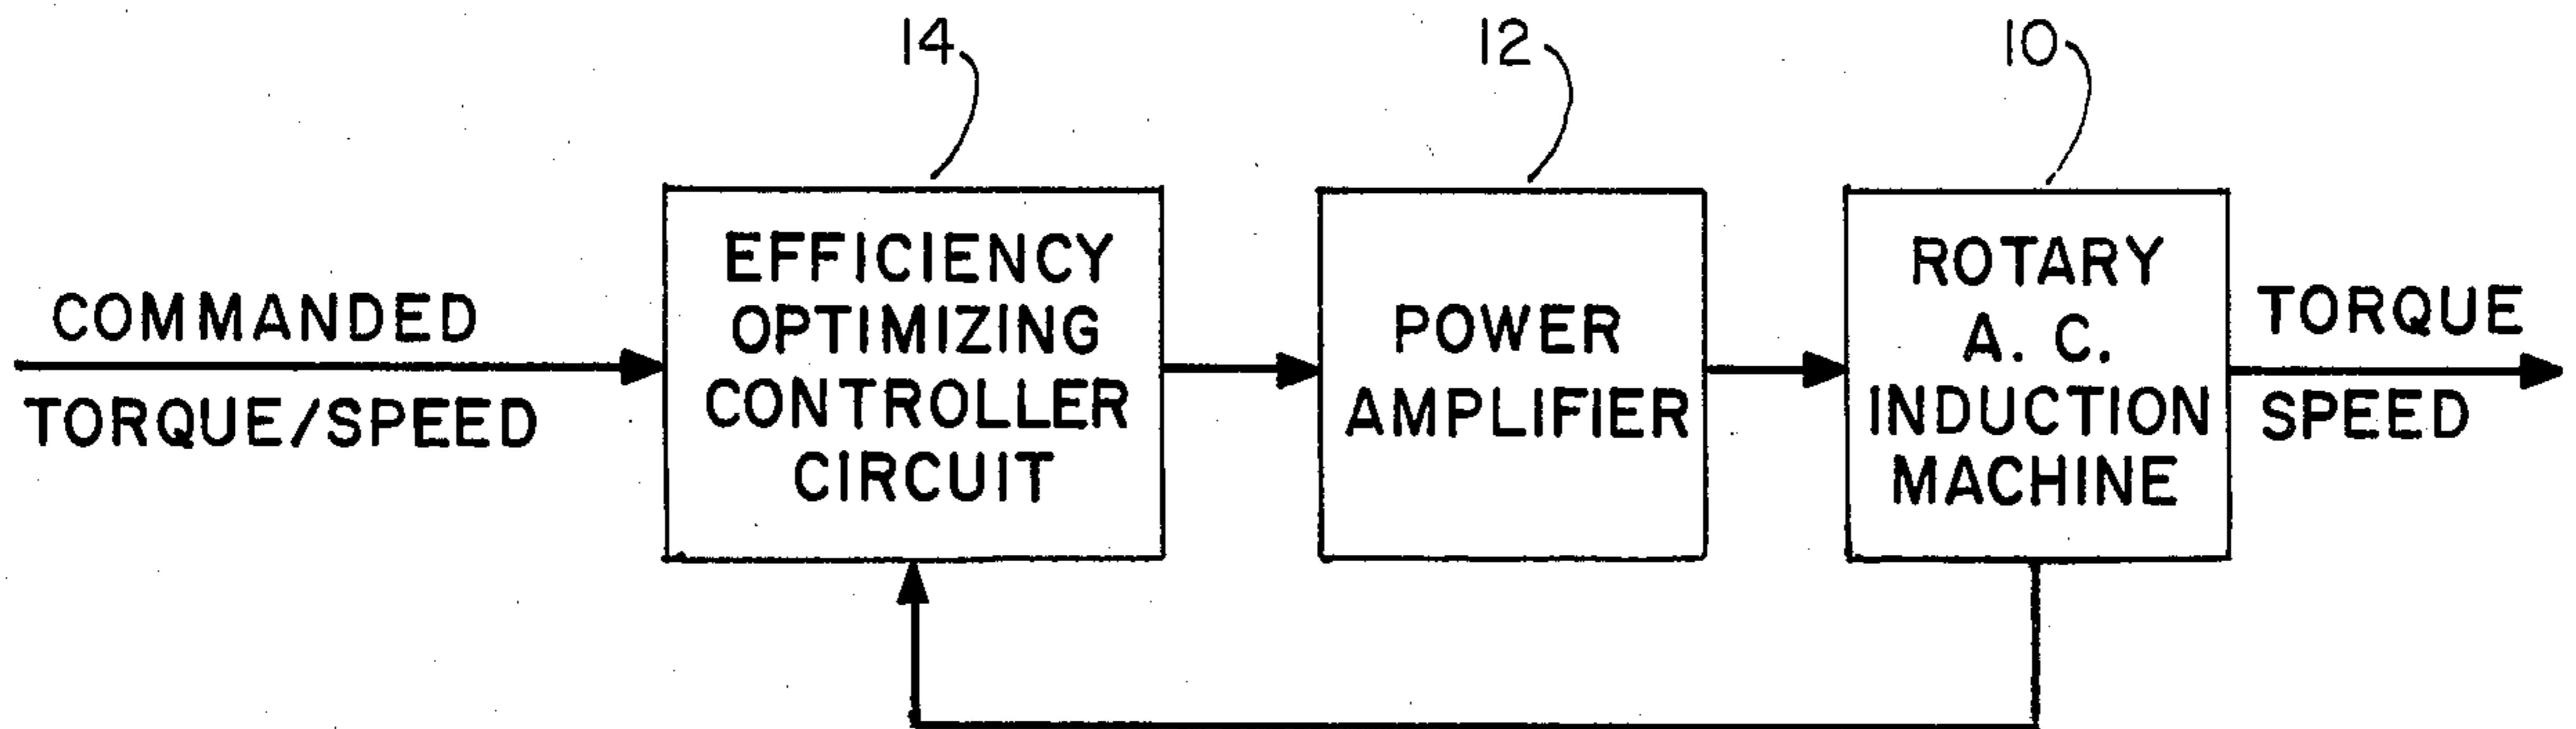 14
12
10
COMMANDED
TORQUE/SPEED
EFFICIENCY
OPTIMIZING
CONTROLLER
CIRCUIT
POWER
AMPLIFIER
ROTARY
A. C.
INDUCTION
MACHINE
TORQUE
SPEED